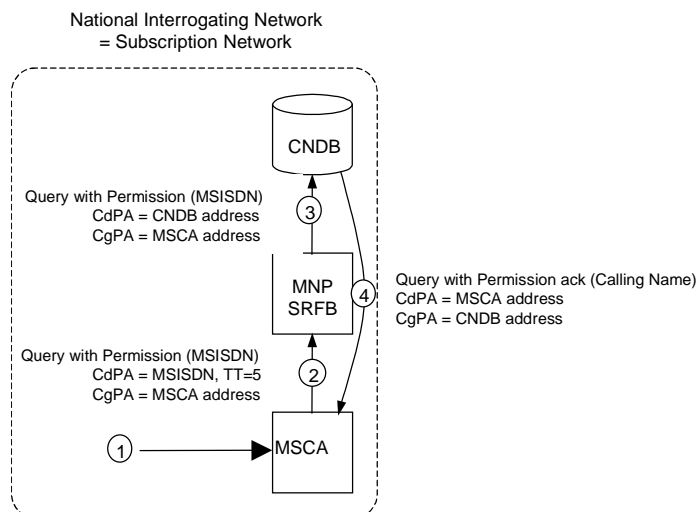 National Interrogating Network
= Subscription Network
CNDB
Query with Permission (MSISDN)
CdPA = CNDB address
CgPA = MSCA address
3
MNP
SRFB
4
Query with Permission ack (Calling Name)
CdPA = MSCA address
CgPA = CNDB address
Query with Permission (MSISDN)
CdPA = MSISDN, TT=5
CgPA = MSCA address
2
1
MSCA